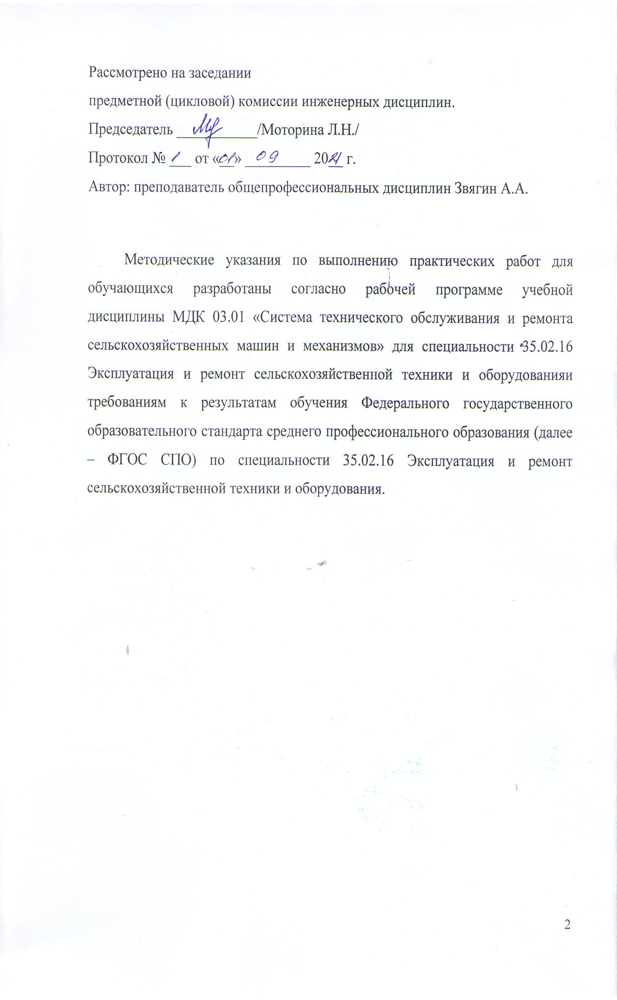 Рассмотрено на заседании
предметной (цикловой) комиссии инженерных дисциплин.
Председатель ___________/Моторина Л.Н./
Протокол № 1 от «01» 09 2021 г.
Автор: преподаватель общепрофессиональных дисциплин Звягин А.А.
Методические указания по выполнению практических работ для
обучающихся разработаны согласно рабочей программе учебной
дисциплины МДК 03.01 «Система технического обслуживания и ремонта
сельскохозяйственных машин и механизмов» для специальности 35.02.16
Эксплуатация и ремонт сельскохозяйственной техники и оборудованияи
требованиям к результатам обучения Федерального государственного
образовательного стандарта среднего профессионального образования (далее
– ФГОС СПО) по специальности 35.02.16 Эксплуатация и ремонт
сельскохозяйственной техники и оборудования.
2